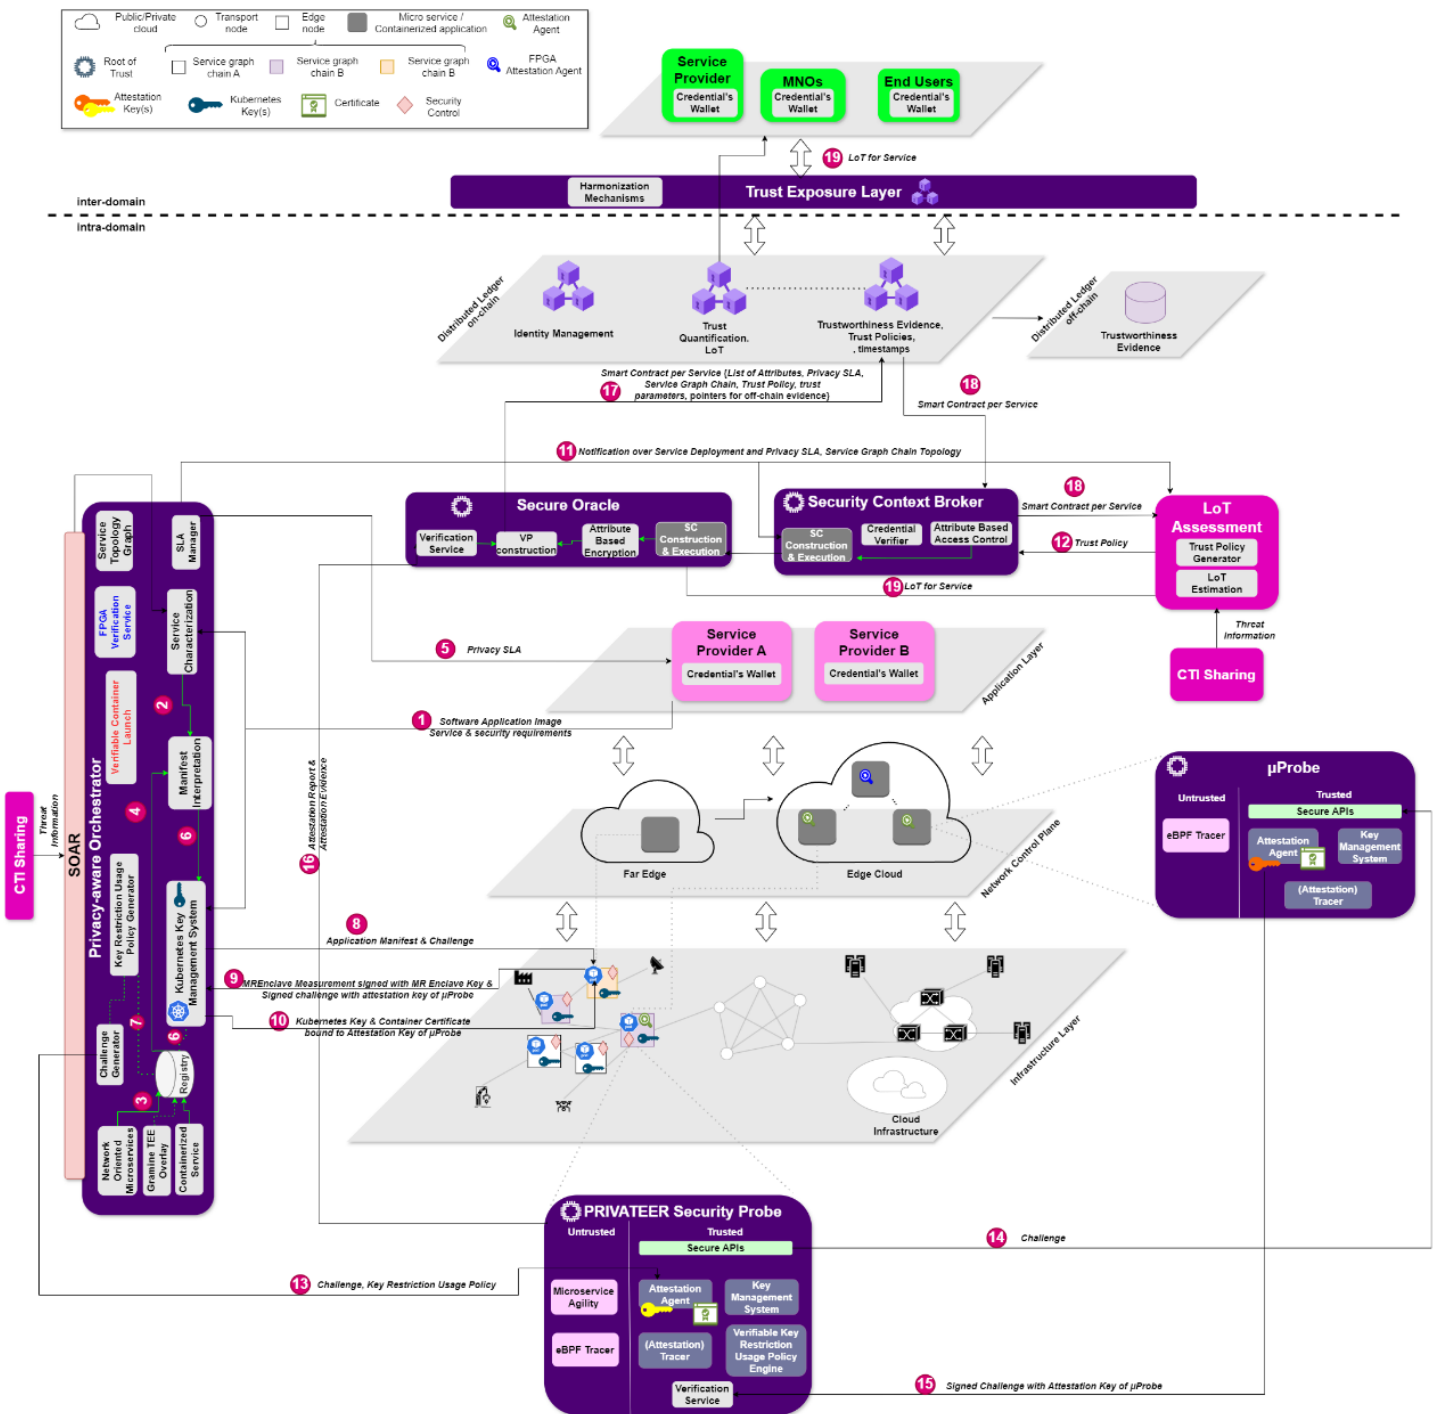 Public/Private
cloud
Transport
node
Edge
node
Micro service /
Containerized application
Attestation
Agent
Root of
Trust
Service graph
chain A
Service graph
chain B
Service graph
chain B
FPGA
Attestation Agent
Attestation
Key(s)
Kubernetes
Key(s)
Certificate
Security
Control
Service
Provider
Credential's
Wallet
MNOs
Credential's
Wallet
End Users
Credential's
Wallet
19 LoT for Service
Harmonization
Mechanisms
Trust Exposure Layer
inter-domain
intra-domain
Distributed Ledger
on-chain
Identity Management
Trust
Quantification.
LoT
Trustworthiness Evidence,
Trust Policies,
, timestamps
Distributed Ledger
off-chain
Trustworthiness
Evidence
17
Smart Contract per Service {List of Attributes, Privacy SLA,
Service Graph Chain, Trust Policy, trust
parameters, pointers for off-chain evidence}
18
Smart Contract per Service
11 Notification over Service Deployment and Privacy SLA, Service Graph Chain Topology
Secure Oracle
Verification
Service
VP
construction
Attribute
Based
Encryption
SC
Construction
& Execution
Security Context Broker
SC
Construction
& Execution
Credential
Verifier
Attribute Based
Access Control
18
Smart Contract per Service
12 Trust Policy
19 LoT for Service
LoT
Assessment
Trust Policy
Generator
LoT
Estimation
Threat
Information
CTI Sharing
CTI Sharing
Threat
Information
SOAR
Privacy-aware Orchestrator
Service
Topology
Graph
SLA
Manager
FPGA
Verification
Service
Service
Characterization
Verifiable Container
Launch
2
Manifest
Interpretation
4
6
Key Restriction Usage
Policy Generator
Kubernetes Key
Management System
7
6
Challenge
Generator
Registry
3
Network
Oriented
Microservices
Gramine TEE
Overlay
Containerized
Service
5 Privacy SLA
1 Software Application Image
Service & security requirements
Service
Provider A
Credential's Wallet
Service
Provider B
Credential's Wallet
Application Layer
16 Attestation Report &
Attestation Evidence
Far Edge
Edge Cloud
Network Control Plane
µProbe
Untrusted
Trusted
Secure APIs
eBPF Tracer
Attestation
Agent
Key
Management
System
(Attestation)
Tracer
8
Application Manifest & Challenge
9 MREnclave Measurement signed with MR Enclave Key &
Signed challenge with attestation key of µProbe
10 Kubernetes Key & Container Certificate
bound to Attestation Key of µProbe
Cloud
Infrastructure
Infrastructure Layer
PRIVATEER Security Probe
Untrusted
Trusted
Secure APIs
Microservice
Agility
Attestation
Agent
Key
Management
System
eBPF Tracer
(Attestation)
Tracer
Verifiable Key
Restriction
Usage Policy
Engine
Verification
Service
13 Challenge, Key Restriction Usage Policy
14 Challenge
15 Signed Challenge with Attestation Key of µProbe